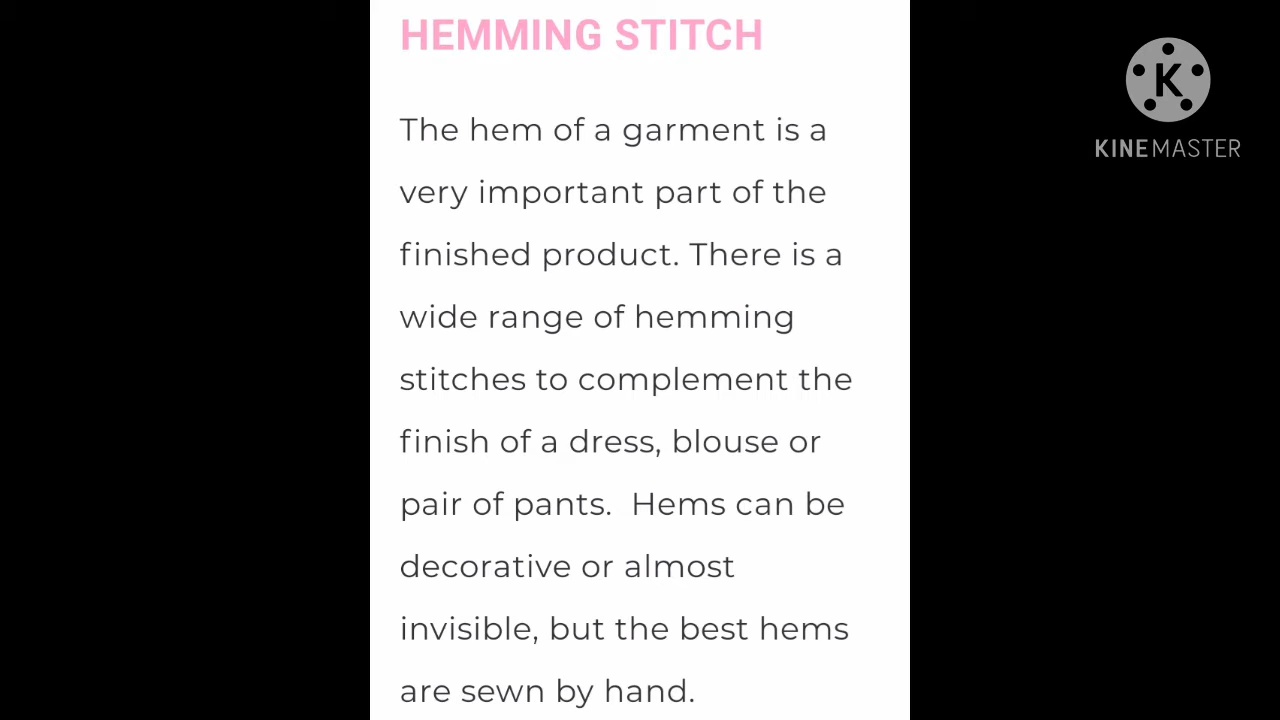 HEMMING STITCH
The hem of a garment is a
very important part of the
finished product. There is a
wide range of hemming
stitches to complement the
finish of a dress, blouse or
pair of pants.  Hems can be
decorative or almost
invisible, but the best hems
are sewn by hand.
K
KINEMASTER